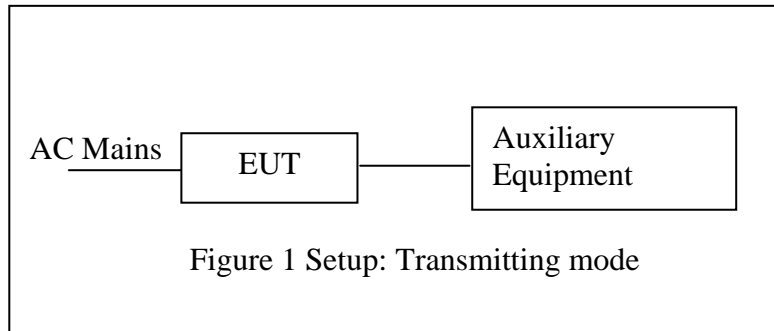 AC Mains
EUT
Auxiliary
Equipment
Figure 1 Setup: Transmitting mode